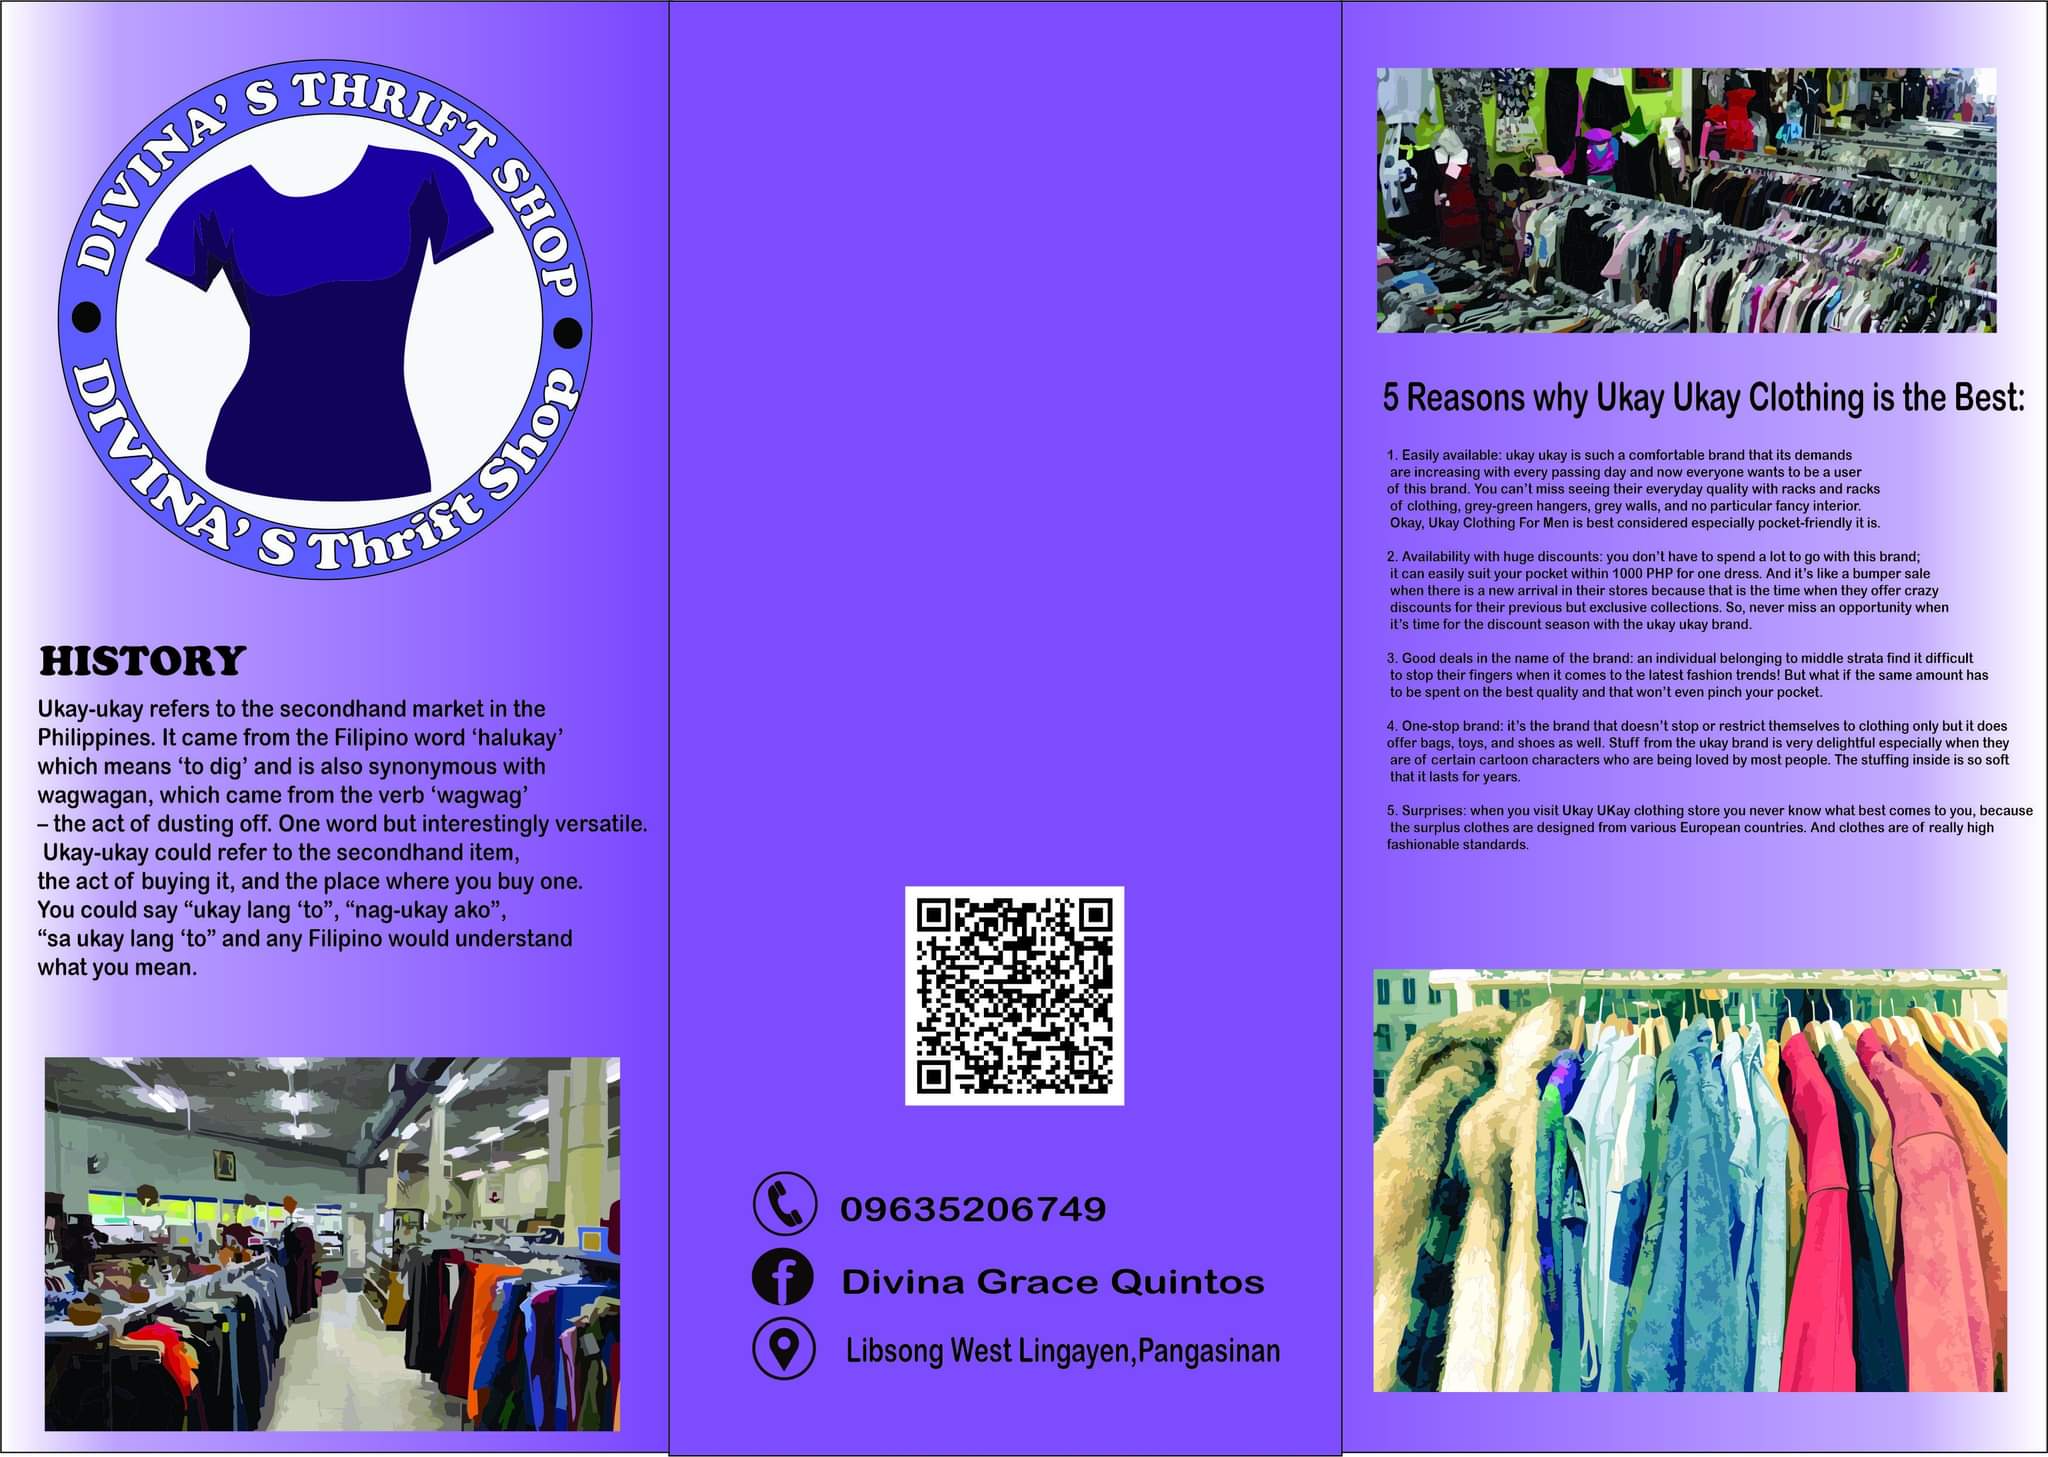 DIVINA' S THRIFT SHOP
DIVINA' S Thrift Shop
HISTORY
Ukay-ukay refers to the secondhand market in the
Philippines. It came from the Filipino word ‘halukay’
which means ‘to dig’ and is also synonymous with
wagwagan, which came from the verb ‘wagwag’
– the act of dusting off. One word but interestingly versatile.
Ukay-ukay could refer to the secondhand item,
the act of buying it, and the place where you buy one.
You could say “ukay lang ‘to”, “nag-ukay ako”,
“sa ukay lang ‘to” and any Filipino would understand
what you mean.
09635206749
Divina Grace Quintos
Libsong West Lingayen,Pangasinan
5 Reasons why Ukay Ukay Clothing is the Best:
1. Easily available: ukay ukay is such a comfortable brand that its demands
are increasing with every passing day and now everyone wants to be a user
of this brand. You can’t miss seeing their everyday quality with racks and racks
of clothing, grey-green hangers, grey walls, and no particular fancy interior.
Okay, Ukay Clothing For Men is best considered especially pocket-friendly it is.
2. Availability with huge discounts: you don’t have to spend a lot to go with this brand;
it can easily suit your pocket within 1000 PHP for one dress. And it’s like a bumper sale
when there is a new arrival in their stores because that is the time when they offer crazy
discounts for their previous but exclusive collections. So, never miss an opportunity when
it’s time for the discount season with the ukay ukay brand.
3. Good deals in the name of the brand: an individual belonging to middle strata find it difficult
to stop their fingers when it comes to the latest fashion trends! But what if the same amount has
to be spent on the best quality and that won’t even pinch your pocket.
4. One-stop brand: it’s the brand that doesn’t stop or restrict themselves to clothing only but it does
offer bags, toys, and shoes as well. Stuff from the ukay brand is very delightful especially when they
are of certain cartoon characters who are being loved by most people. The stuffing inside is so soft
that it lasts for years.
5. Surprises: when you visit Ukay UKay clothing store you never know what best comes to you, because
the surplus clothes are designed from various European countries. And clothes are of really high
fashionable standards.